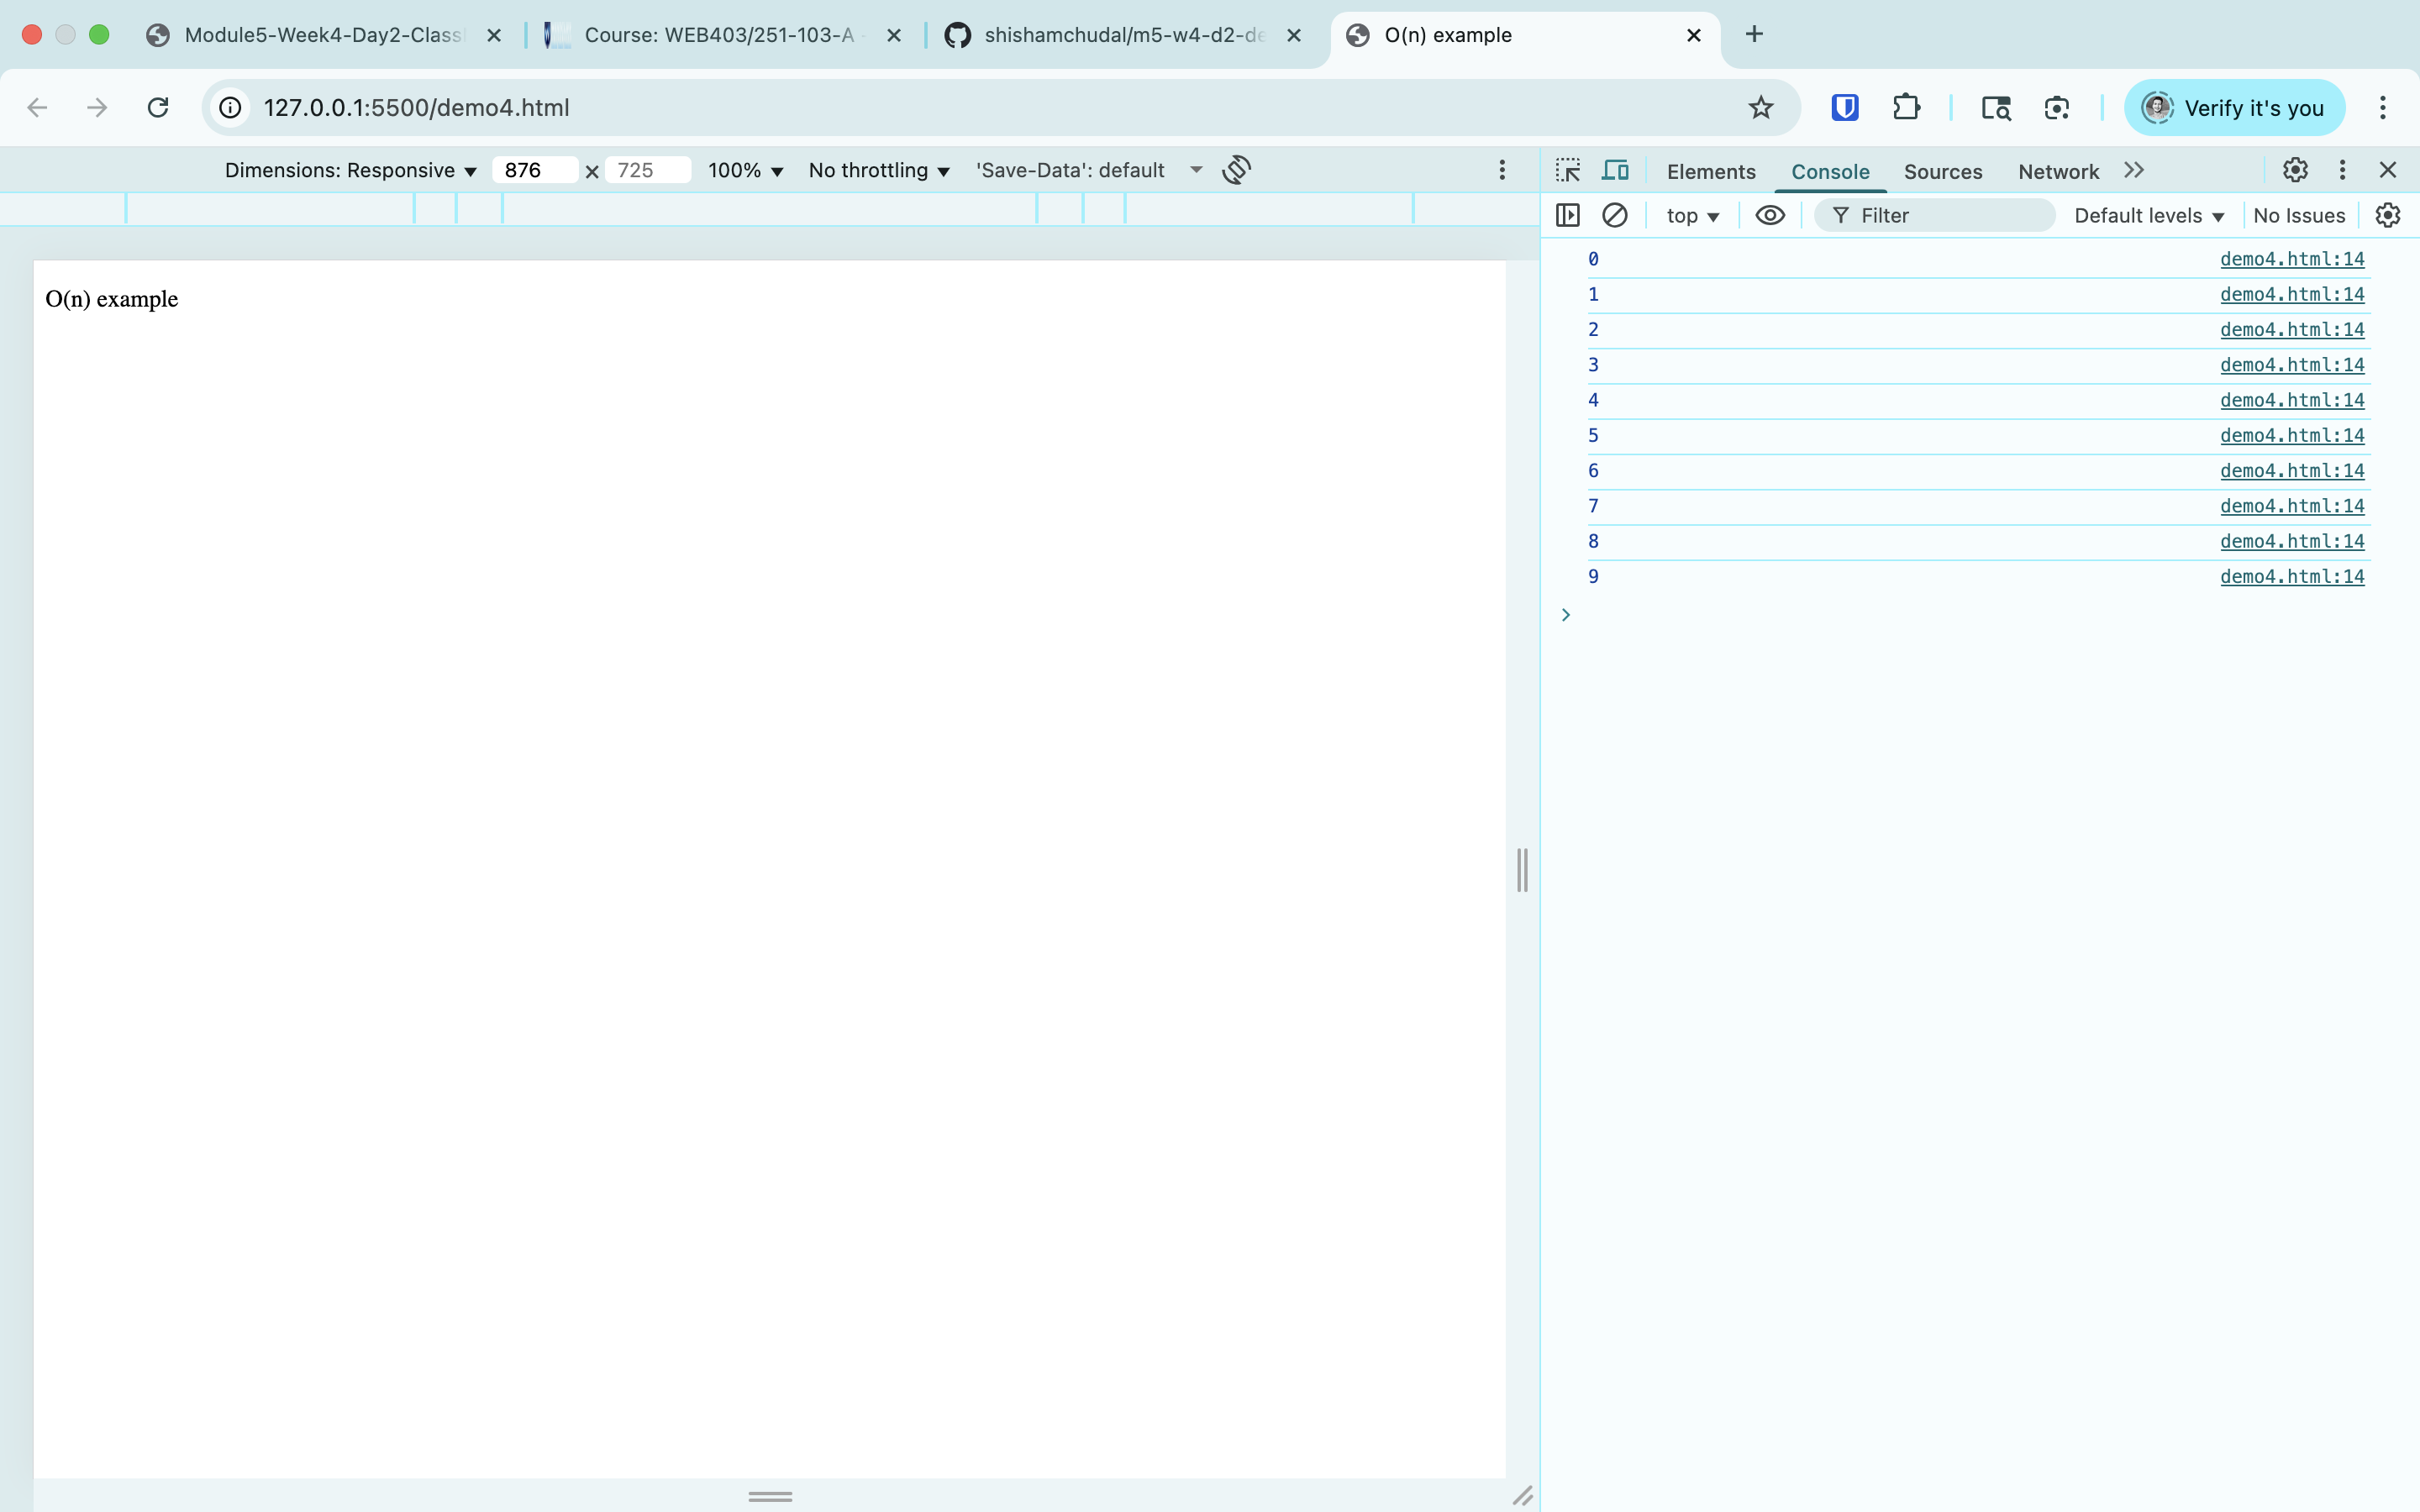 Module5-Week4-Day2-Class
Course: WEB403/251-103-A -
shishamchudal/m5-w4-d2-de
O(n) example
127.0.0.1:5500/demo4.html
Verify it's you
Dimensions: Responsive 876 × 725 100% No throttling 'Save-Data': default
Elements Console Sources Network
top Filter Default levels No Issues
O(n) example
0 demo4.html:14
1 demo4.html:14
2 demo4.html:14
3 demo4.html:14
4 demo4.html:14
5 demo4.html:14
6 demo4.html:14
7 demo4.html:14
8 demo4.html:14
9 demo4.html:14